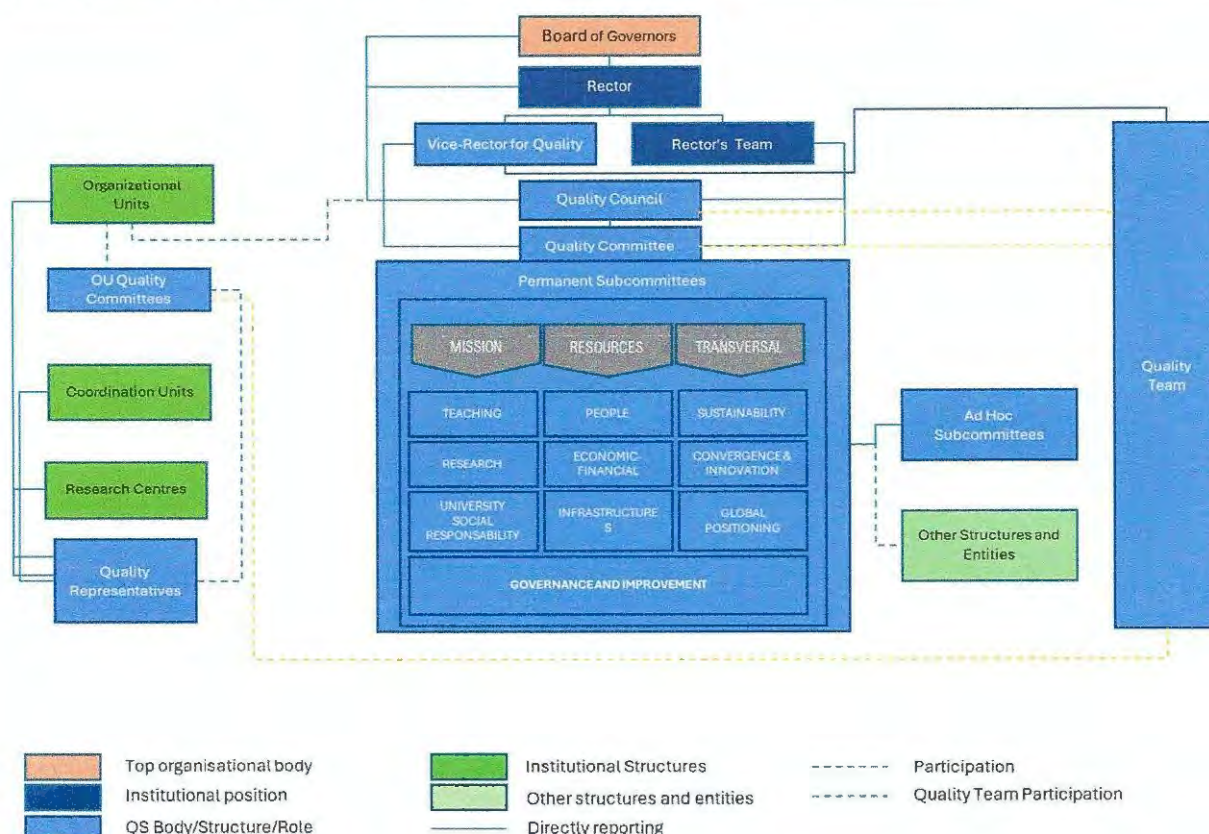 Board of Governors
Rector
Vice-Rector for Quality
Rector's Team
Organizational
Units
Quality Council
Quality Committee
OU Quality
Committees
Permanent Subcommittees
MISSION
RESOURCES
TRANSVERSAL
Quality
Team
Coordination Units
TEACHING
PEOPLE
SUSTAINABILITY
Ad Hoc
Subcommittees
RESEARCH
ECONOMIC-
FINANCIAL
CONVERGENCE &
INNOVATION
Research Centres
UNIVERSITY
SOCIAL
RESPONSABILITY
INFRASTRUCTURE
S
GLOBAL
POSITIONING
Other Structures and
Entities
Quality
Representatives
GOVERNANCE AND IMPROVEMENT
Top organisational body
Institutional Structures
Participation
Institutional position
Other structures and entities
Quality Team Participation
QS Body/Structure/Role
Directly reporting